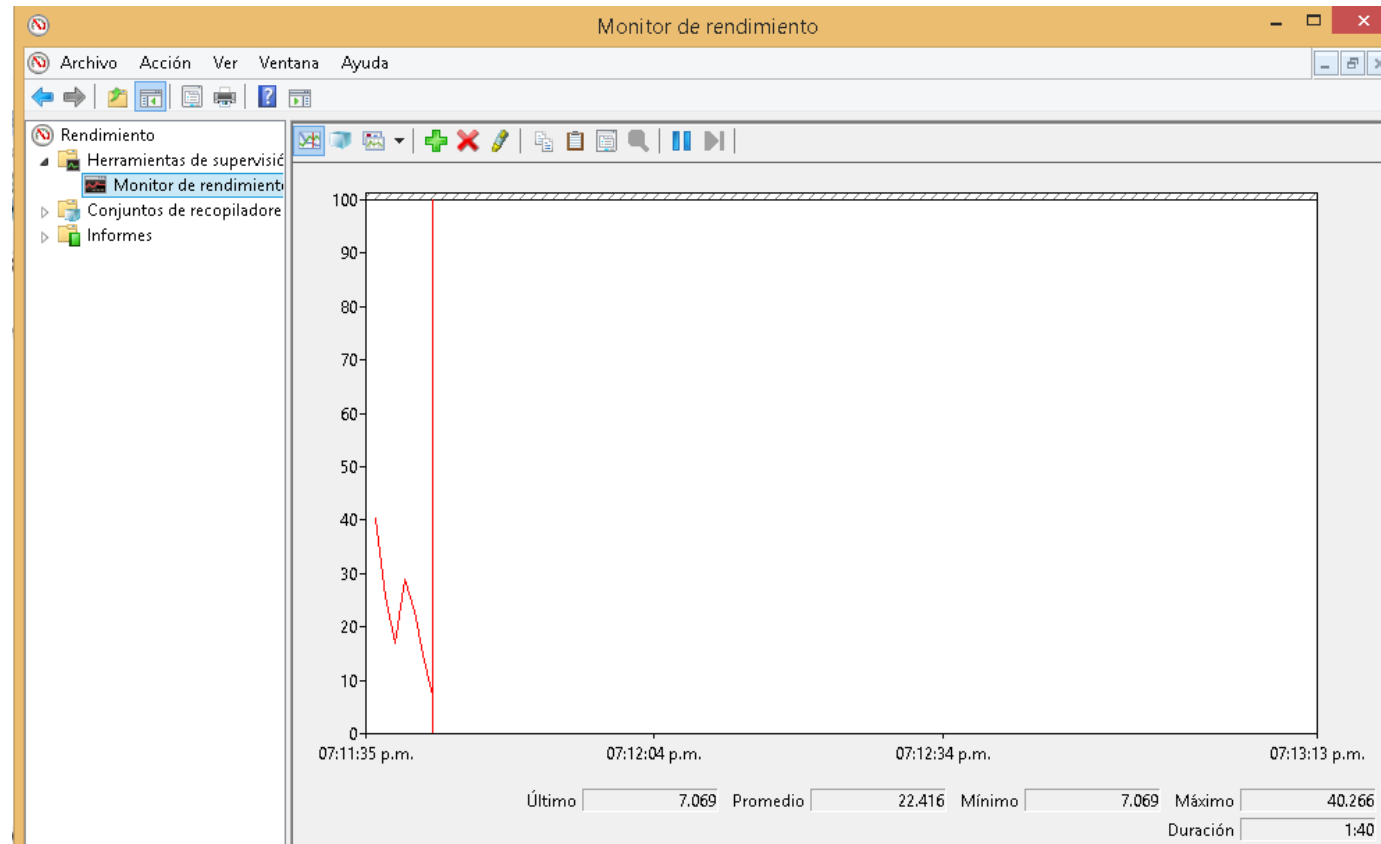 Monitor de rendimiento
Archivo Acción Ver Ventana Ayuda
Rendimiento
Herramientas de supervisió
Monitor de rendimiento
Conjuntos de recopiladore
Informes
100
90
80
70
60
50
40
30
20
10
0
07:11:35 p.m. 07:12:04 p.m. 07:12:34 p.m. 07:13:13 p.m.
Último 7.069 Promedio 22.416 Mínimo 7.069 Máximo 40.266
Duración 1:40